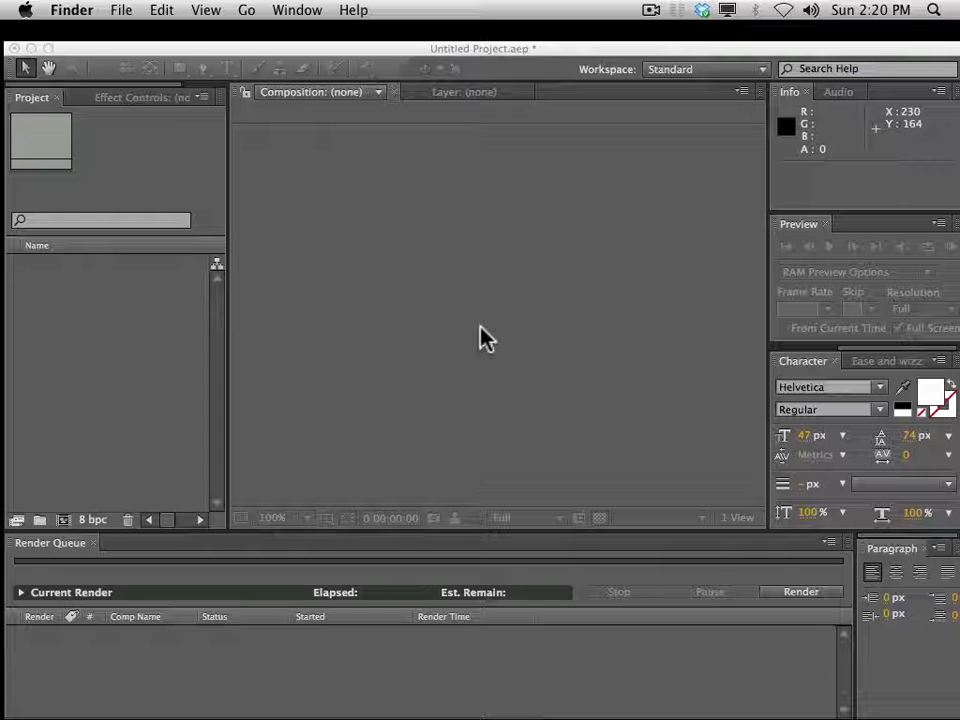 Finder File Edit View Go Window Help Sun 2:20 PM
Untitled Project.aep *
Workspace: Standard Search Help
Project Effect Controls: (no Composition: (none) Layer: (none) Info Audio
R: X: 230
G: Y: 164
B:
A: 0
Preview
Name
RAM Preview Options
Frame Rate Skip Resolution
Full
From Current Time Full Screen
Character Ease and wizz
Helvetica
Regular
47 px 74 px
Metrics 0
- px
100 % 100 %
8 bpc 100% 0:00:00:00 Full 1 View
Render Queue Paragraph
Current Render Elapsed: Est. Remain: Stop Pause Render
0 px 0
Render # Comp Name Status Started Render Time 0 px 0